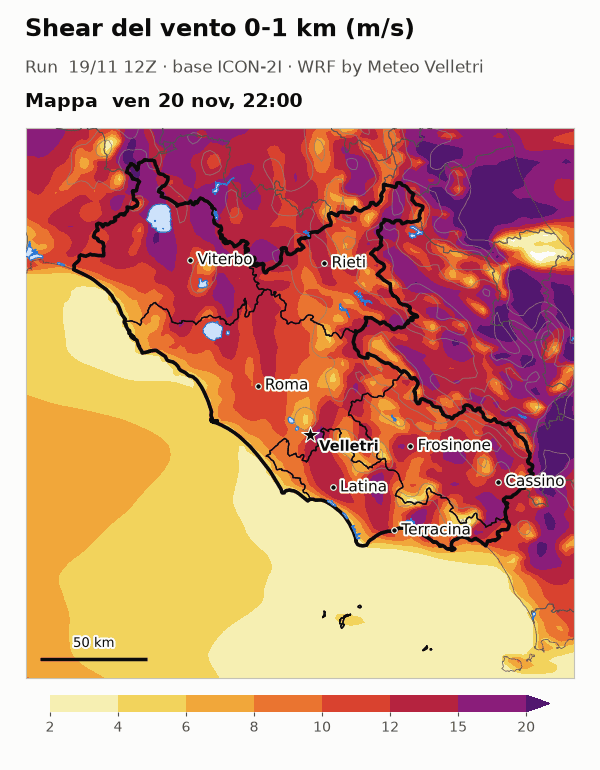 Shear del vento 0-1 km (m/s)
Run  19/11 12Z · base ICON-2I · WRF by Meteo Velletri
Mappa  ven 20 nov, 22:00
Viterbo
Rieti
Roma
Velletri
Frosinone
Latina
Cassino
Terracina
50 km
2 4 6 8 10 12 15 20